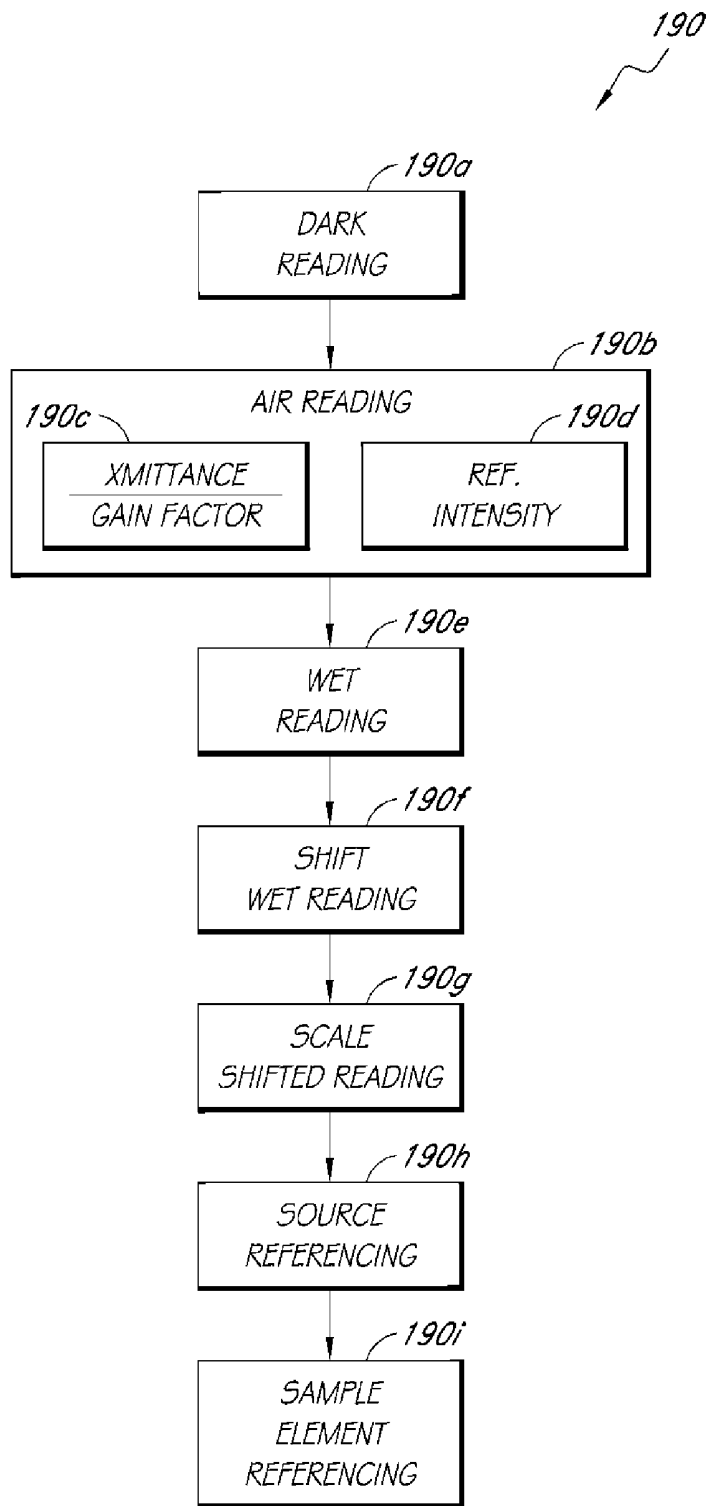 190
190a
DARK
READING
190b
AIR READING
190c
XMITTANCE
GAIN FACTOR
190d
REF.
INTENSITY
190e
WET
READING
190f
SHIFT
WET READING
190g
SCALE
SHIFTED READING
190h
SOURCE
REFERENCING
190i
SAMPLE
ELEMENT
REFERENCING